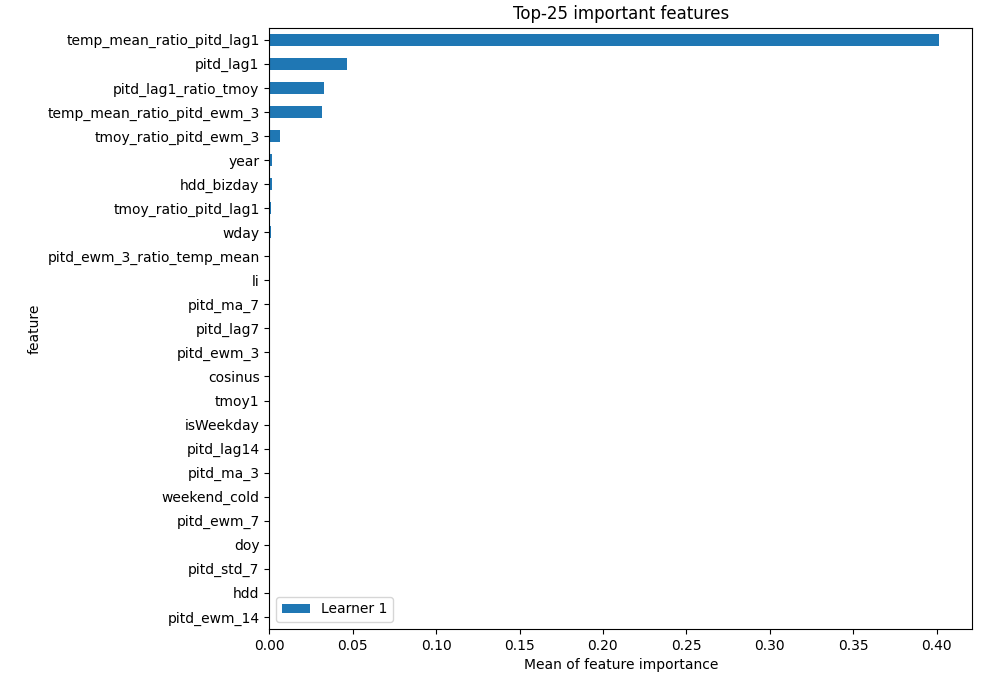 Top-25 important features
temp_mean_ratio_pitd_lag1
pitd_lag1
pitd_lag1_ratio_tmoy
temp_mean_ratio_pitd_ewm_3
tmoy_ratio_pitd_ewm_3
year
hdd_bizday
tmoy_ratio_pitd_lag1
wday
pitd_ewm_3_ratio_temp_mean
li
pitd_ma_7
pitd_lag7
pitd_ewm_3
cosinus
tmoy1
isWeekday
pitd_lag14
pitd_ma_3
weekend_cold
pitd_ewm_7
doy
pitd_std_7
hdd
pitd_ewm_14
feature
Learner 1
0.00 0.05 0.10 0.15 0.20 0.25 0.30 0.35 0.40
Mean of feature importance